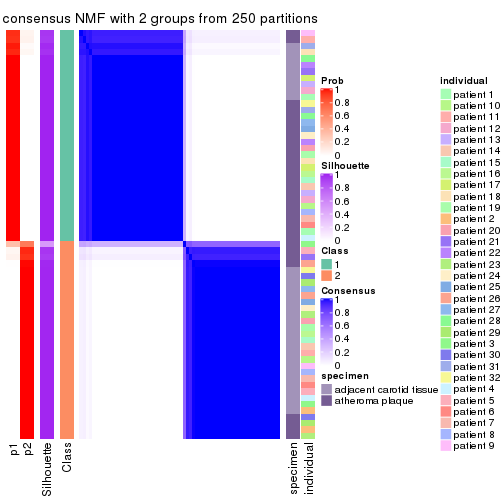 consensus NMF with 2 groups from 250 partitions
Prob
1
0.8
0.6
0.4
0.2
0
Silhouette
1
0.8
0.6
0.4
0.2
0
Class
1
2
Consensus
1
0.8
0.6
0.4
0.2
0
specimen
adjacent carotid tissue
atheroma plaque
individual
patient 1
patient 10
patient 11
patient 12
patient 13
patient 14
patient 15
patient 16
patient 17
patient 18
patient 19
patient 2
patient 20
patient 21
patient 22
patient 23
patient 24
patient 25
patient 26
patient 27
patient 28
patient 29
patient 3
patient 30
patient 31
patient 32
patient 4
patient 5
patient 6
patient 7
patient 8
patient 9
p1
p2
Silhouette
Class
specimen
individual